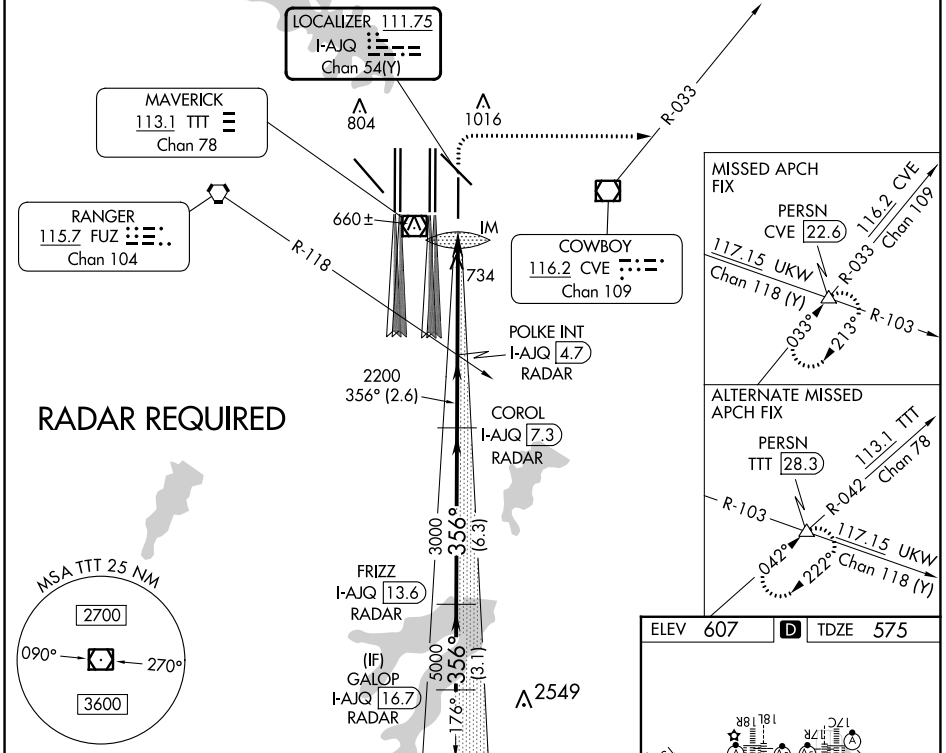 LOCALIZER 111.75
I-AJQ
Chan 54(Y)
MAVERICK
113.1 TTT
Chan 78
804
1016
R-033
RANGER
115.7 FUZ
Chan 104
660±
IM
R-118
734
COWBOY
116.2 CVE
Chan 109
POLKE INT
I-AJQ 4.7
RADAR
2200
356° (2.6)
RADAR REQUIRED
COROL
I-AJQ 7.3
RADAR
3000
356°
(6.3)
FRIZZ
I-AJQ 13.6
RADAR
5000
356°
(3.1)
(IF)
GALOP
I-AJQ 16.7
RADAR
176°
2549
MSA TTT 25 NM
2700
090°
270°
3600
MISSED APCH
FIX
PERSN
CVE 22.6
116.2 CVE
Chan 109
R-033
117.15 UKW
Chan 118 (Y)
R-103
033°
213°
ALTERNATE MISSED
APCH FIX
PERSN
TTT 28.3
113.1 TTT
Chan 78
R-042
R-103
117.15 UKW
Chan 118 (Y)
042°
222°
ELEV 607 D TDZE 575
18R
18L
17R
17C
A